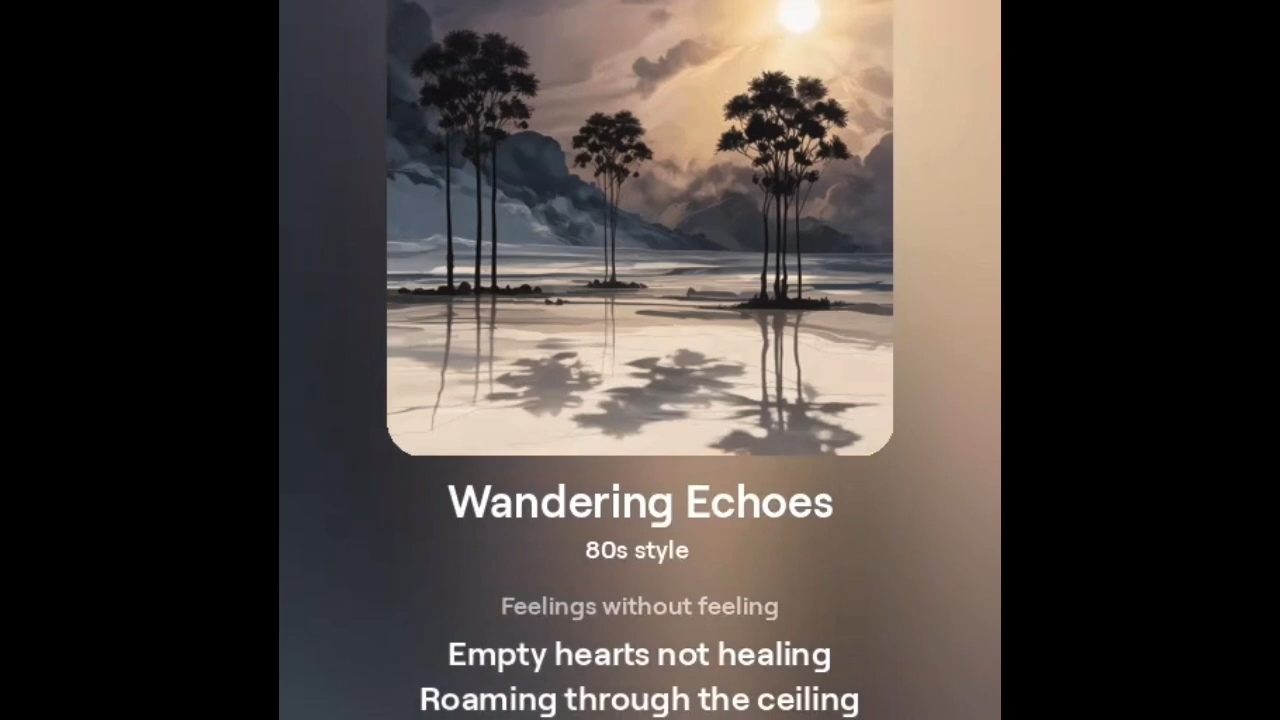 Wandering Echoes
80s style
Feelings without feeling
Empty hearts not healing
Roaming through the ceiling